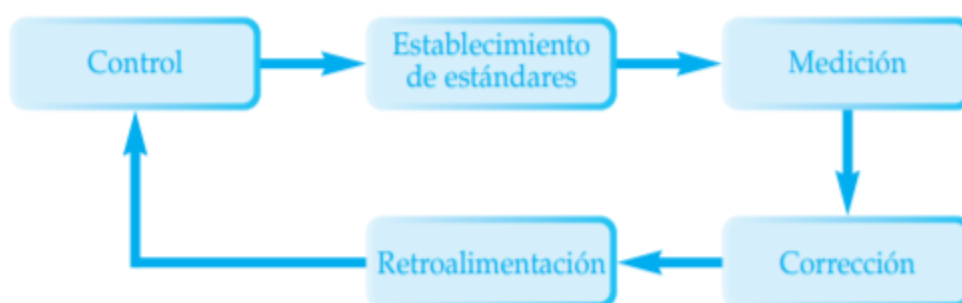 Control
Establecimiento
de estándares
Medición
Retroalimentación
Corrección